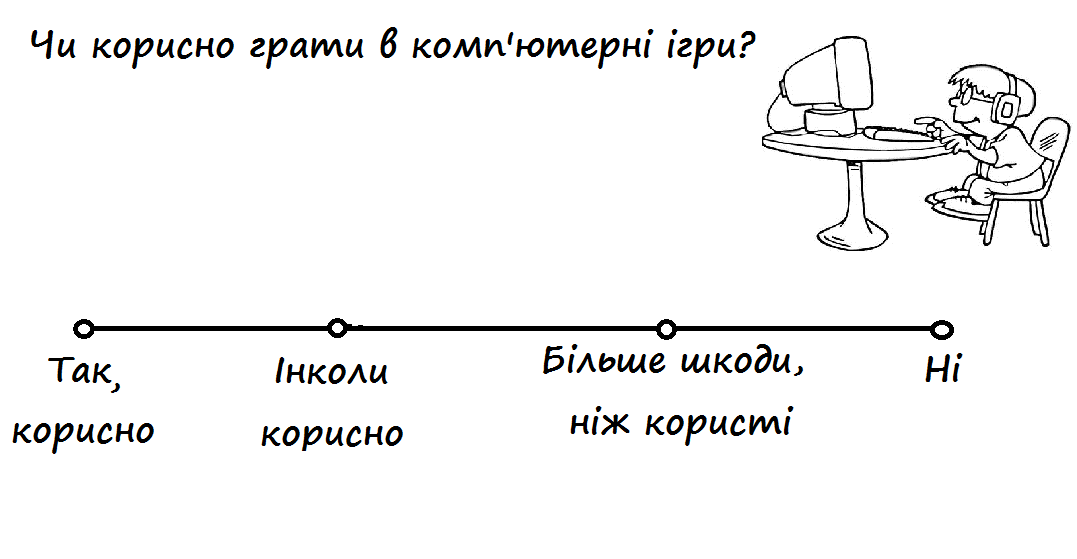 Чи корисно грати в комп'ютерні ігри?
Так,
корисно
Інколи
корисно
Більше шкоди,
ніж користі
Ні